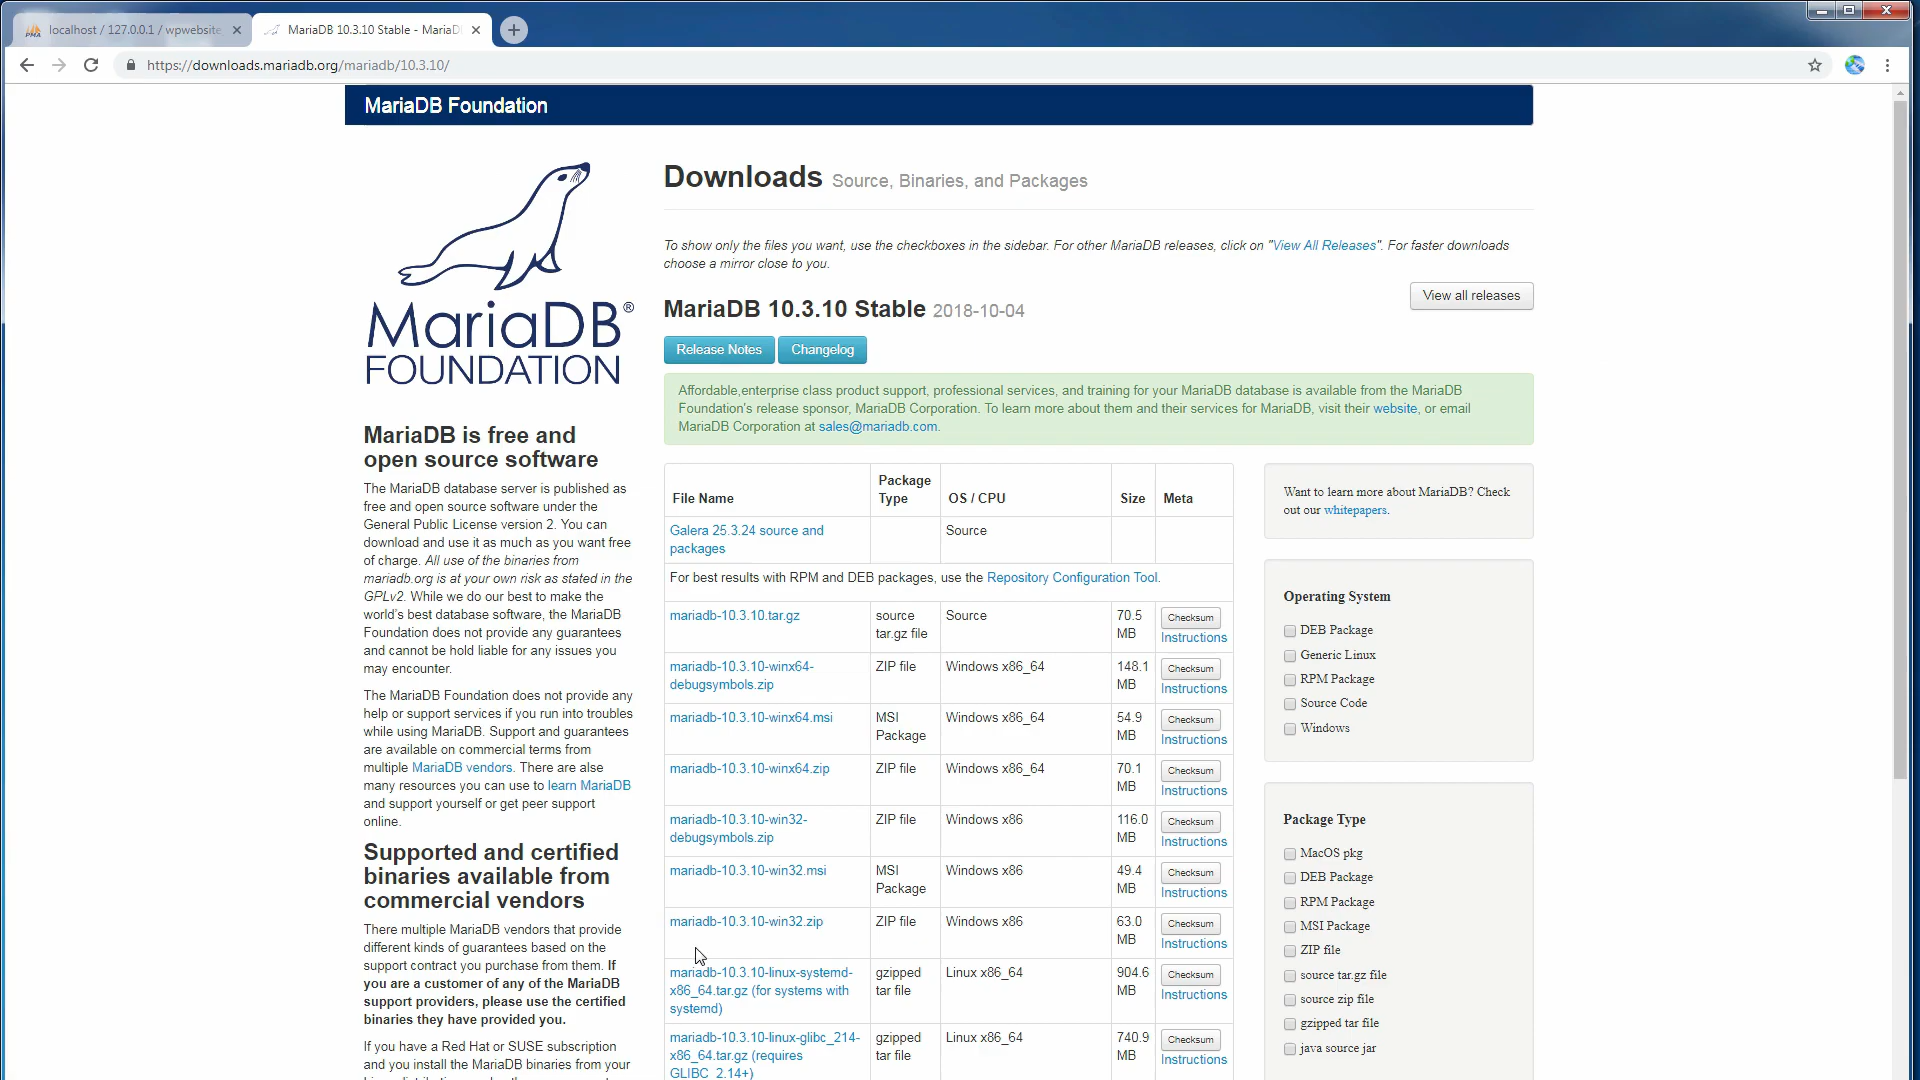 PMA localhost / 127.0.0.1 / wpwebsite
MariaDB 10.3.10 Stable - MariaD
https://downloads.mariadb.org/mariadb/10.3.10/
MariaDB Foundation
MariaDB®
FOUNDATION
MariaDB is free and
open source software
The MariaDB database server is published as
free and open source software under the
General Public License version 2. You can
download and use it as much as you want free
of charge. All use of the binaries from
mariadb.org is at your own risk as stated in the
GPLv2. While we do our best to make the
world's best database software, the MariaDB
Foundation does not provide any guarantees
and cannot be hold liable for any issues you
may encounter.
The MariaDB Foundation does not provide any
help or support services if you run into troubles
while using MariaDB. Support and guarantees
are available on commercial terms from
multiple MariaDB vendors. There are alse
many resources you can use to learn MariaDB
and support yourself or get peer support
online.
Supported and certified
binaries available from
commercial vendors
There multiple MariaDB vendors that provide
different kinds of guarantees based on the
support contract you purchase from them. If
you are a customer of any of the MariaDB
support providers, please use the certified
binaries they have provided you.
If you have a Red Hat or SUSE subscription
and you install the MariaDB binaries from your
Downloads Source, Binaries, and Packages
To show only the files you want, use the checkboxes in the sidebar. For other MariaDB releases, click on "View All Releases". For faster downloads
choose a mirror close to you.
View all releases
MariaDB 10.3.10 Stable 2018-10-04
Release Notes Changelog
Affordable,enterprise class product support, professional services, and training for your MariaDB database is available from the MariaDB
Foundation's release sponsor, MariaDB Corporation. To learn more about them and their services for MariaDB, visit their website, or email
MariaDB Corporation at sales@mariadb.com.
File Name Package Type OS / CPU Size Meta
Galera 25.3.24 source and Source
packages
For best results with RPM and DEB packages, use the Repository Configuration Tool.
mariadb-10.3.10.tar.gz source Source 70.5 Checksum
tar.gz file MB Instructions
mariadb-10.3.10-winx64- ZIP file Windows x86_64 148.1 Checksum
debugsymbols.zip MB Instructions
mariadb-10.3.10-winx64.msi MSI Windows x86_64 54.9 Checksum
Package MB Instructions
mariadb-10.3.10-winx64.zip ZIP file Windows x86_64 70.1 Checksum
MB Instructions
mariadb-10.3.10-win32- ZIP file Windows x86 116.0 Checksum
debugsymbols.zip MB Instructions
mariadb-10.3.10-win32.msi MSI Windows x86 49.4 Checksum
Package MB Instructions
mariadb-10.3.10-win32.zip ZIP file Windows x86 63.0 Checksum
MB Instructions
mariadb-10.3.10-linux-systemd- gzipped Linux x86_64 904.6 Checksum
x86_64.tar.gz (for systems with tar file MB Instructions
systemd)
mariadb-10.3.10-linux-glibc_214- gzipped Linux x86_64 740.9 Checksum
x86_64.tar.gz (requires tar file MB Instructions
GLIBC_2.14+)
Want to learn more about MariaDB? Check
out our whitepapers.
Operating System
DEB Package
Generic Linux
RPM Package
Source Code
Windows
Package Type
MacOS pkg
DEB Package
RPM Package
MSI Package
ZIP file
source tar.gz file
source zip file
gzipped tar file
java source jar